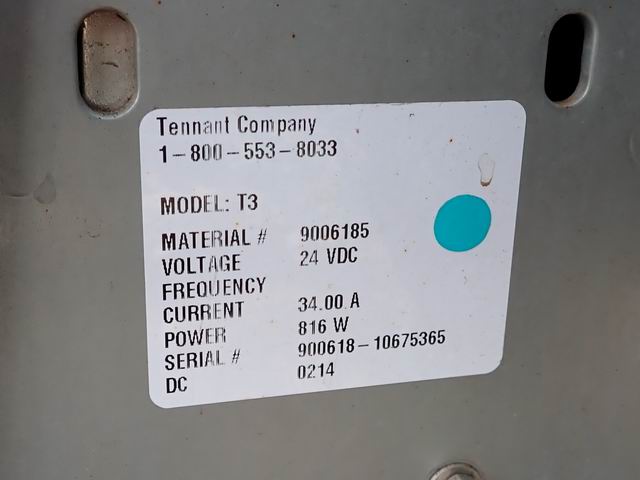 Tennant Company
1-800-553-8033
MODEL: T3
MATERIAL # 9006185
VOLTAGE 24 VDC
FREQUENCY
CURRENT 34.00 A
POWER 816 W
SERIAL # 900618-10675365
DC 0214